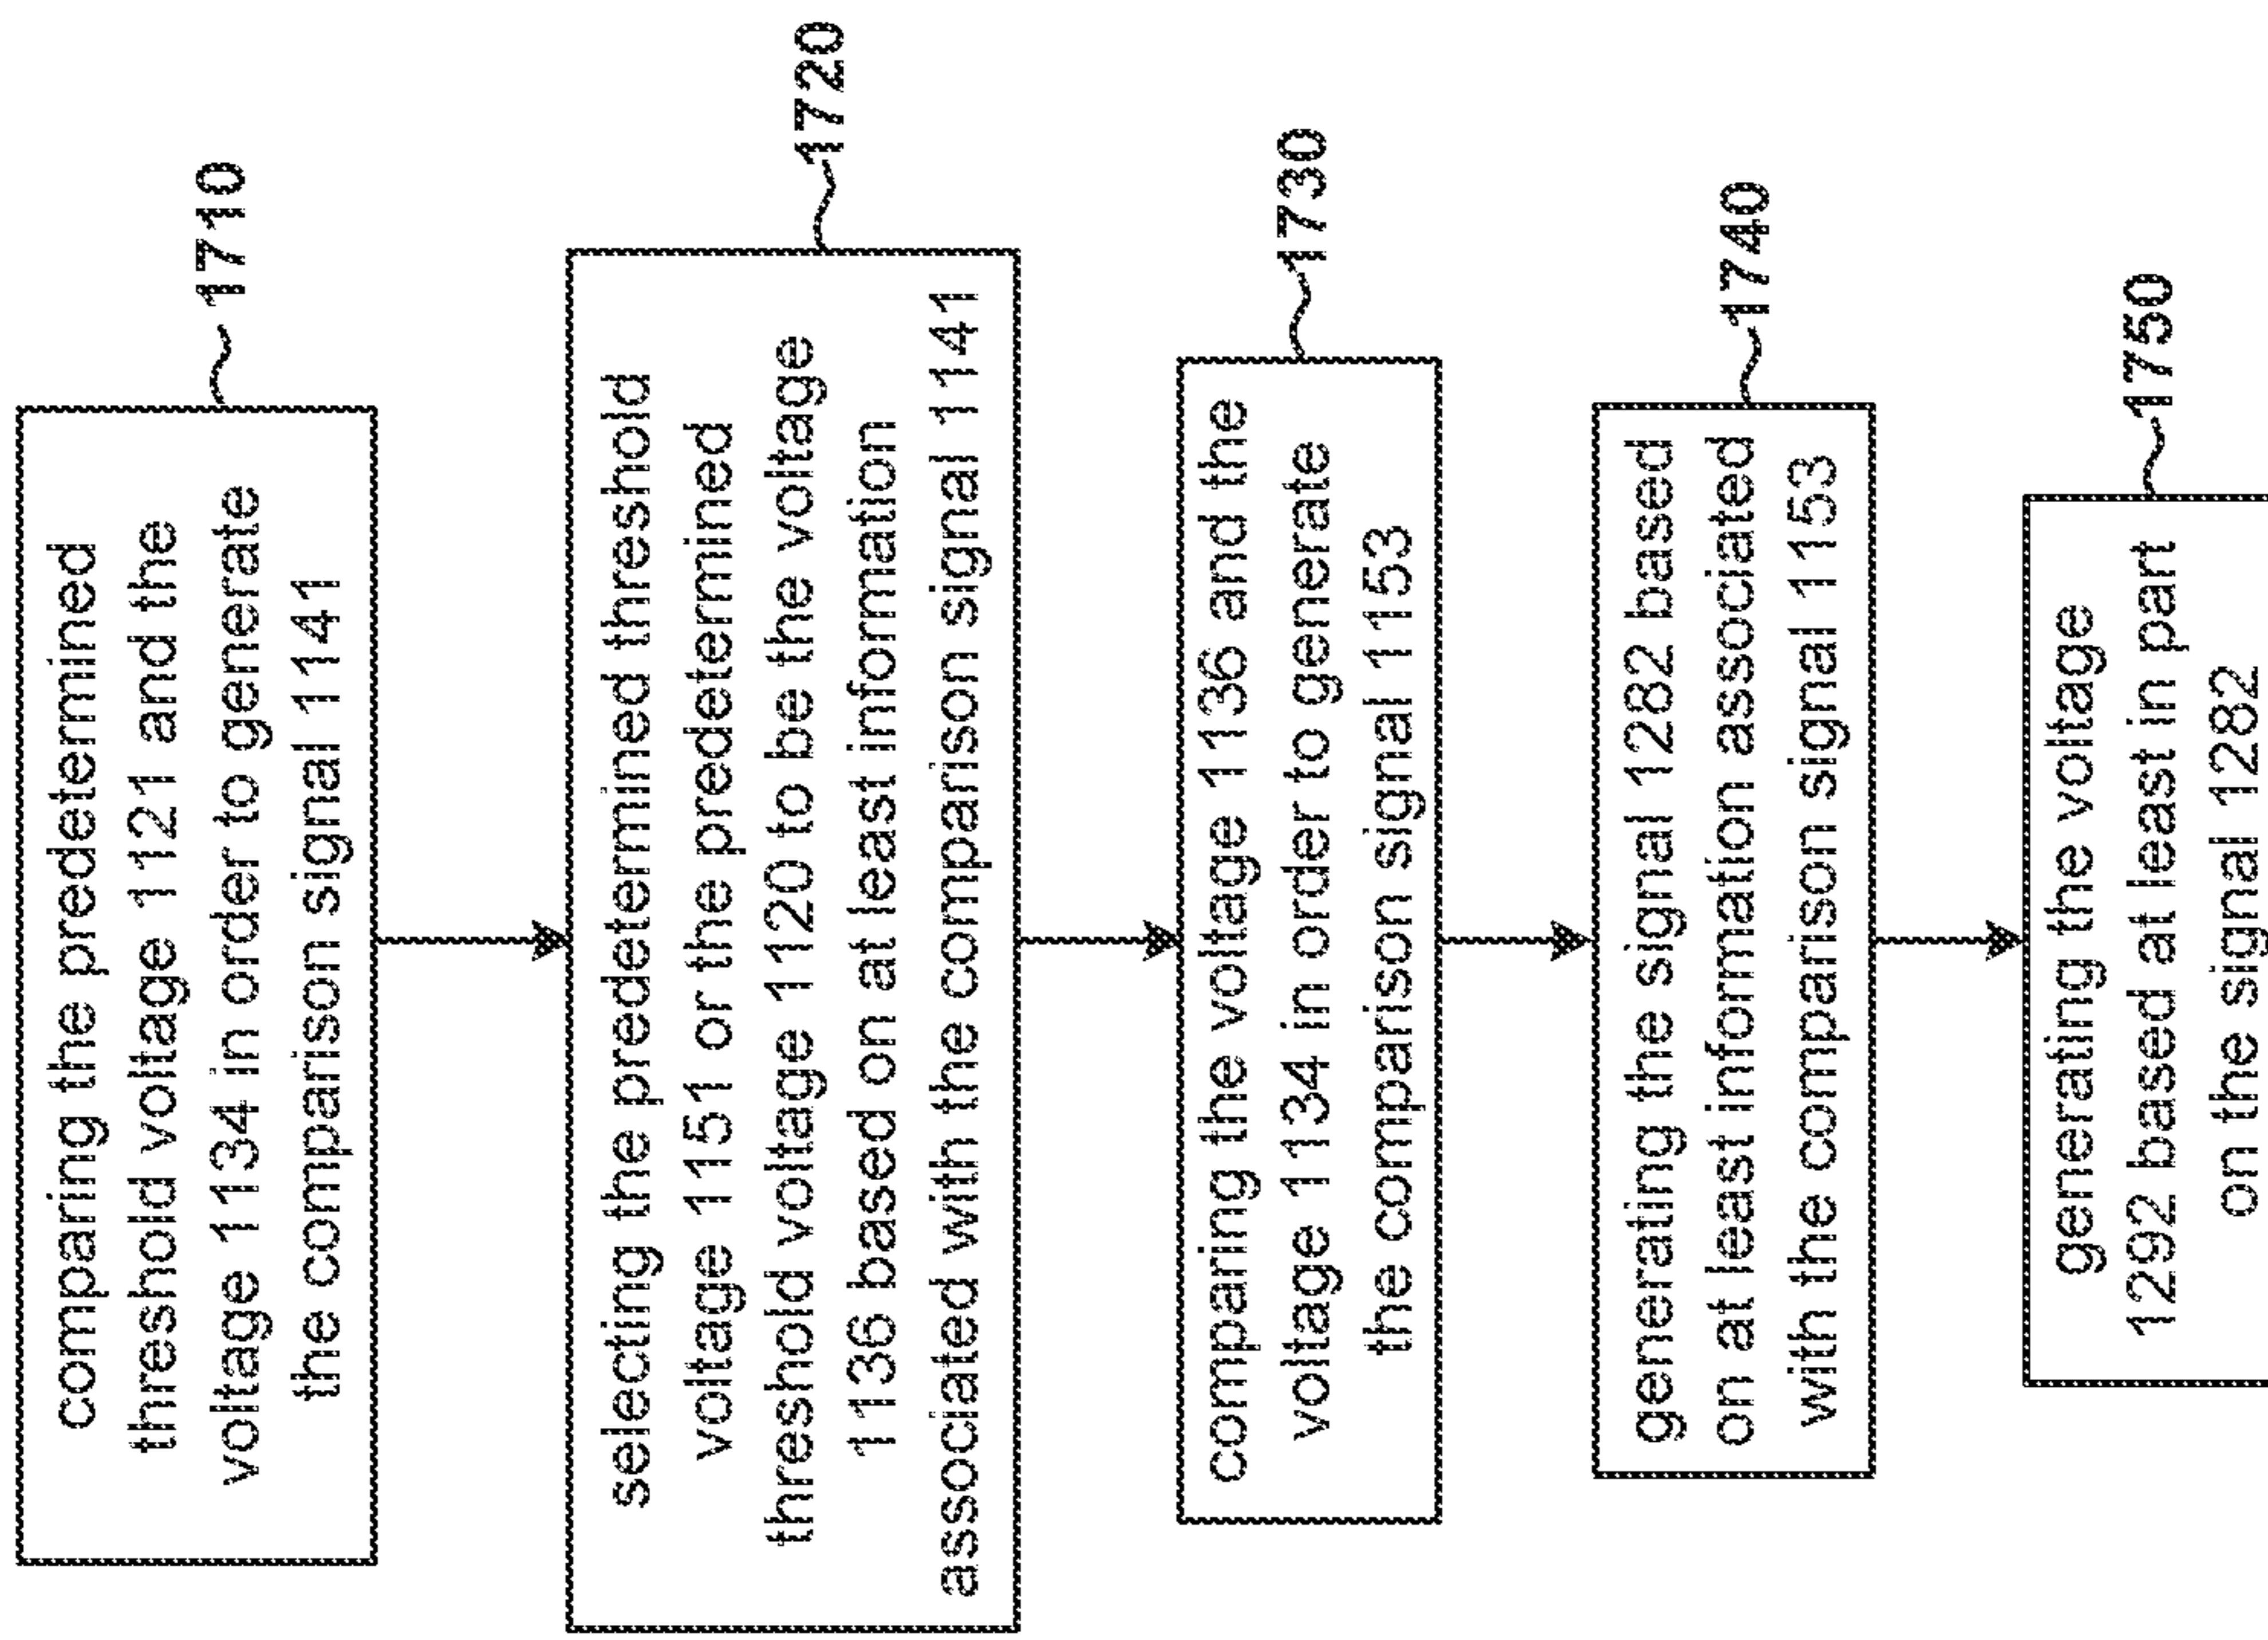 comparing the predetermined
threshold voltage 1121 and the
voltage 1134 in order to generate
the comparison signal 1141
1710
selecting the predetermined threshold
voltage 1151 or the predetermined
threshold voltage 1120 to be the voltage
1136 based on at least information
associated with the comparison signal 1141
1720
comparing the voltage 1136 and the
voltage 1134 in order to generate
the comparison signal 1153
1730
generating the signal 1282 based
on at least information associated
with the comparison signal 1153
1740
generating the voltage
1292 based at least in part
on the signal 1282
1750